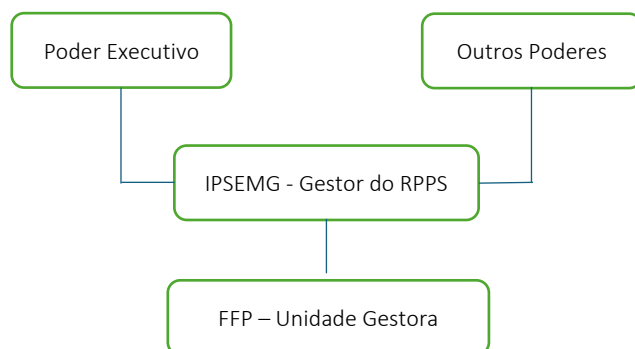 Poder Executivo
Outros Poderes
IPSEMG - Gestor do RPPS
FFP – Unidade Gestora